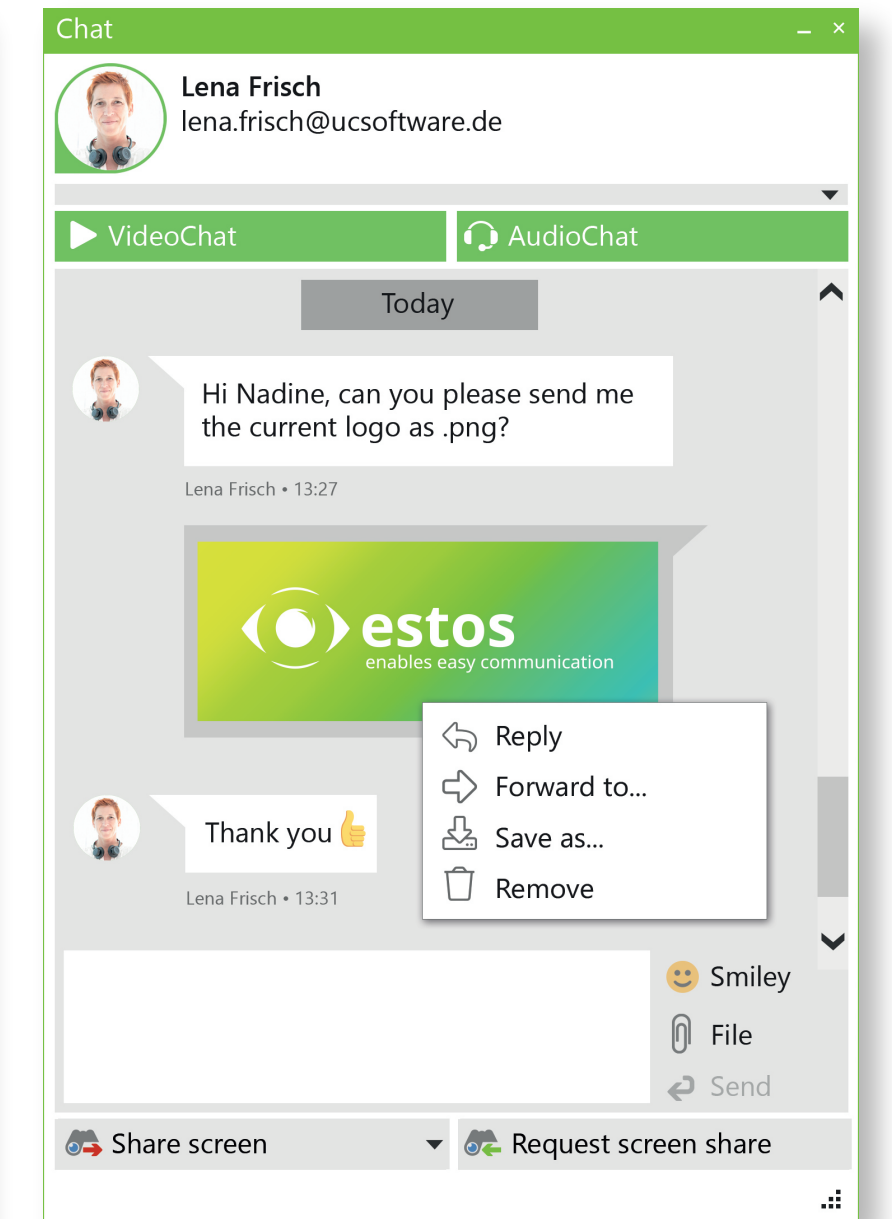 Chat
Lena Frisch
lena.frisch@ucsoftware.de
VideoChat
AudioChat
Today
Hi Nadine, can you please send me
the current logo as .png?
Lena Frisch • 13:27
estos
enables easy communication
Reply
Forward to...
Save as...
Remove
Thank you👍
Lena Frisch • 13:31
Smiley
File
Send
Share screen
Request screen share